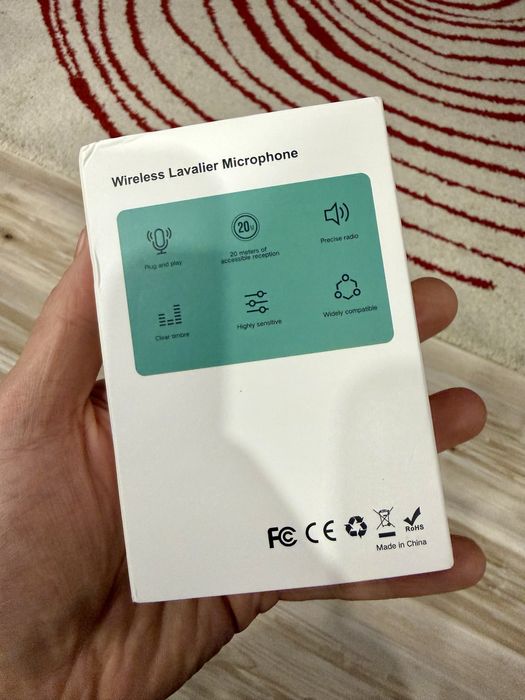 Wireless Lavalier Microphone
20M
Plug and play
20 meters of
accessible reception
Precise radio
Clear timbre
Highly sensitive
Widely compatible
FC CE RoHS
Made in China